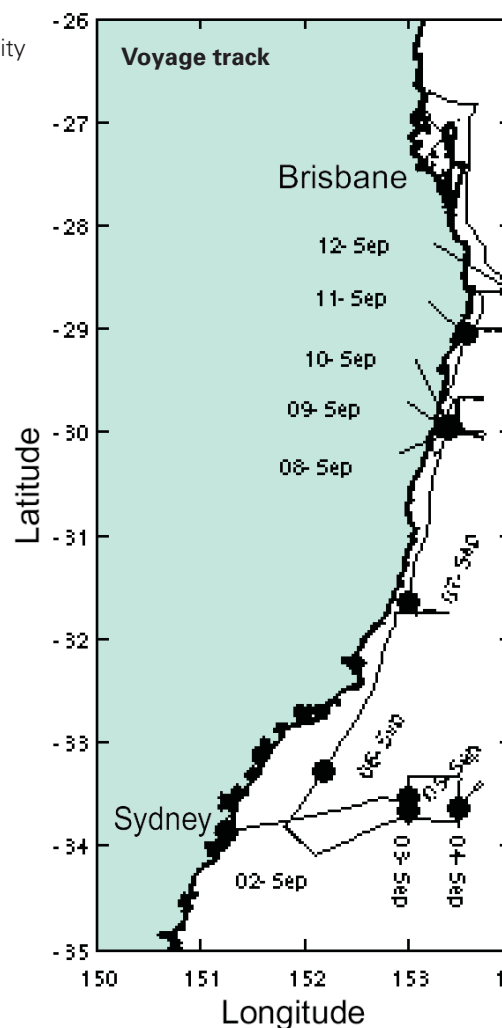 ity
Voyage track
-26
-27
Brisbane
-28
12- Sep
11- Sep
-29
10- Sep
09- Sep
-30
08- Sep
Latitude
-31
07- Sep
-32
06- Sep
-33
05- Sep
Sydney
-34
02- Sep
03- Sep
04- Sep
-35
150
151
152
153
1
Longitude